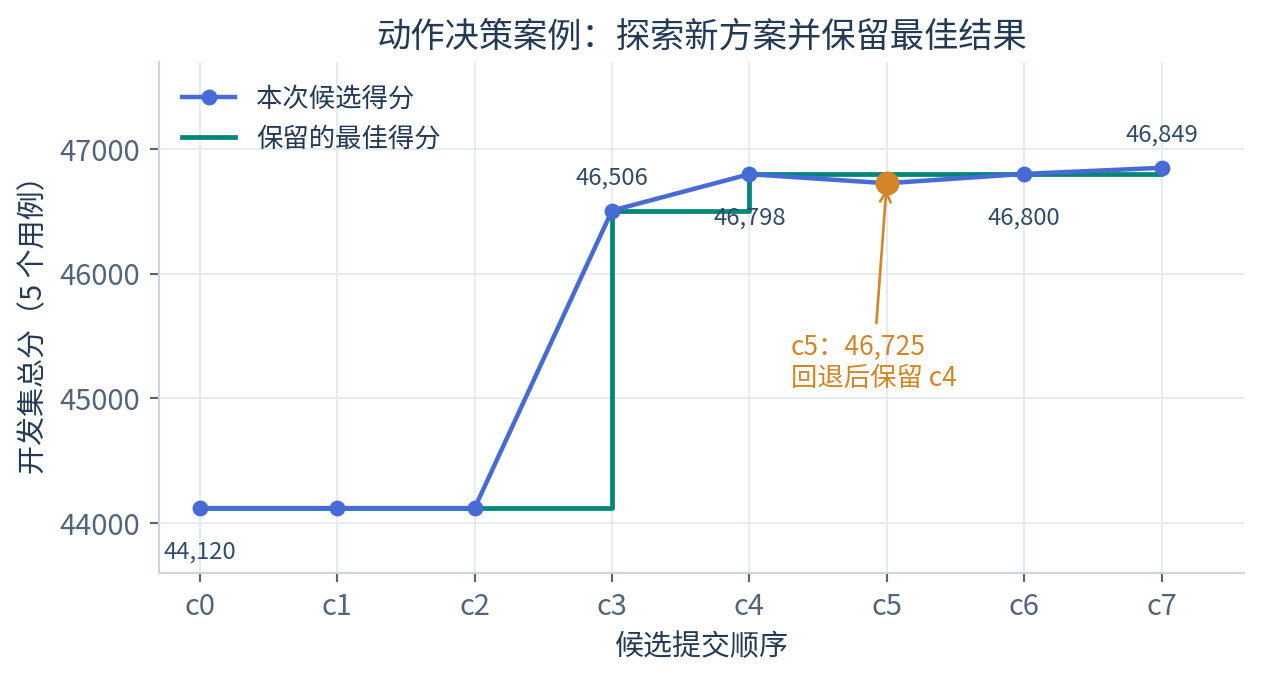 动作决策案例：探索新方案并保留最佳结果
本次候选得分
保留的最佳得分
开发集总分（5 个用例）
47000
46000
45000
44000
44,120
46,506
46,798
c5：46,725
回退后保留 c4
46,800
46,849
c0
c1
c2
c3
c4
c5
c6
c7
候选提交顺序